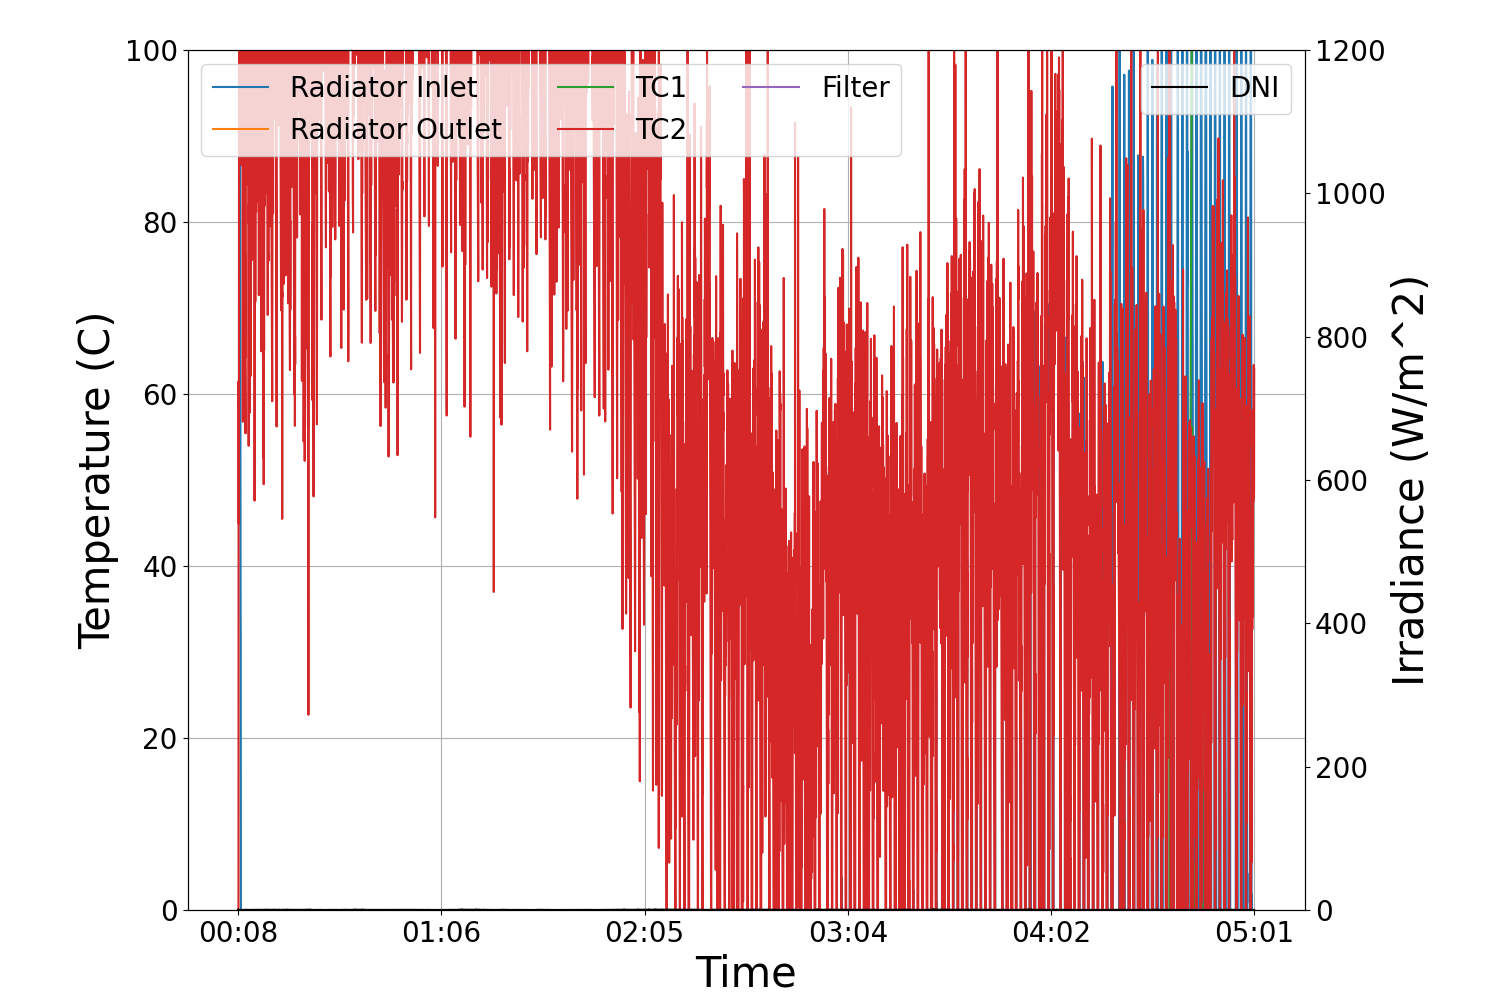 100
80
60
40
20
0
Temperature (C)
Radiator Inlet
Radiator Outlet
TC1
TC2
Filter
DNI
1200
1000
800
600
400
200
0
Irradiance (W/m^2)
00:08
01:06
02:05
03:04
04:02
05:01
Time